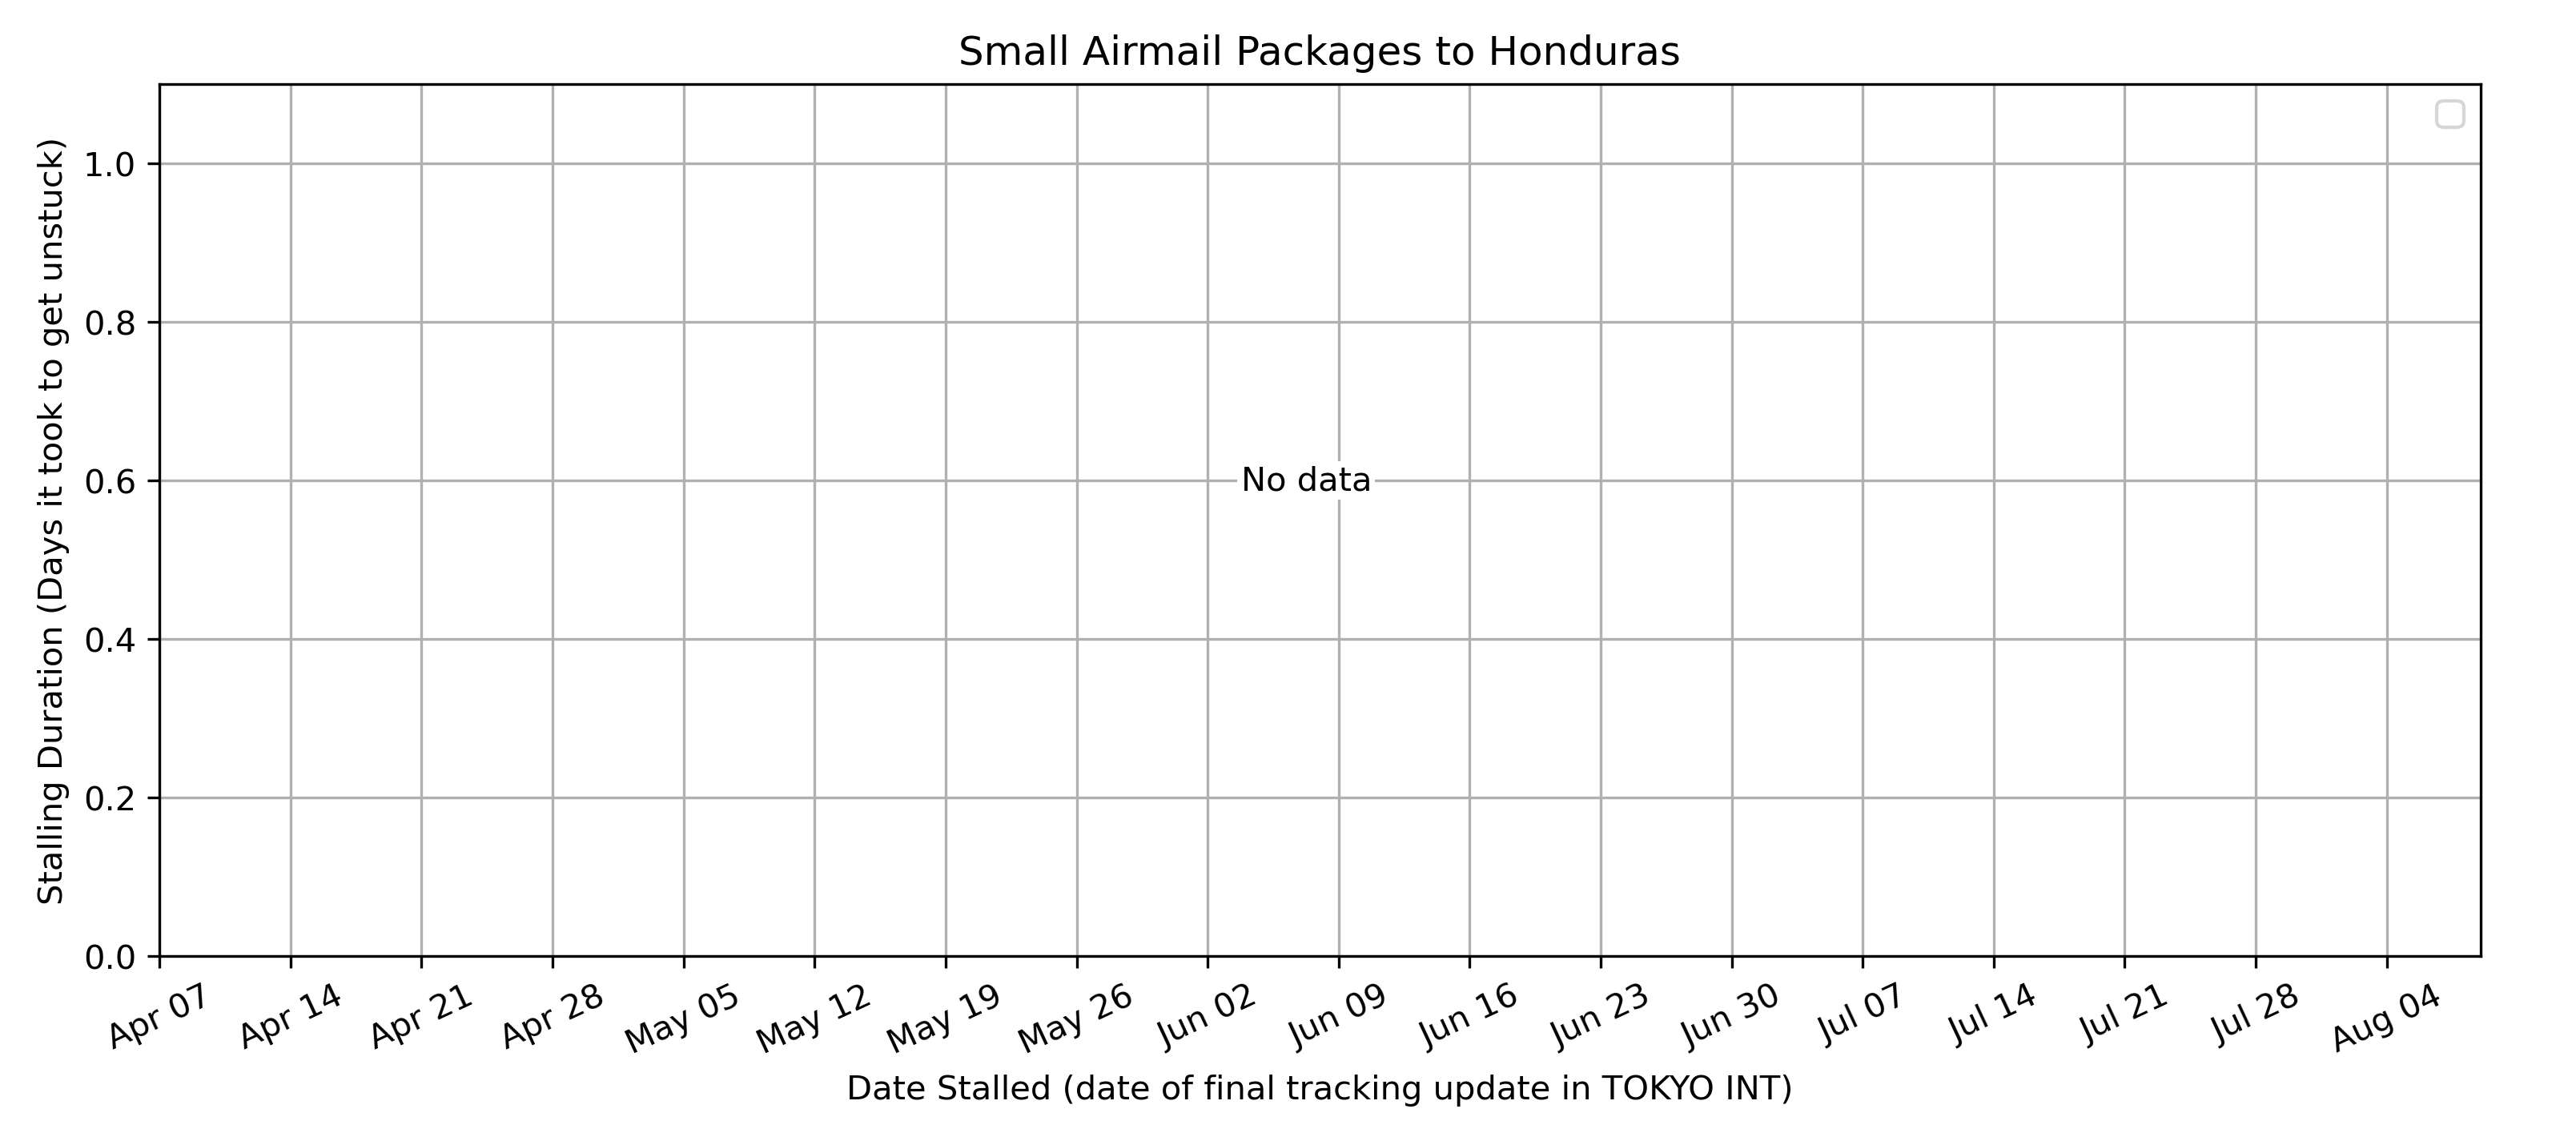 Small Airmail Packages to Honduras
Stalling Duration (Days it took to get unstuck)
1.0
0.8
0.6
0.4
0.2
0.0
No data
Apr 07
Apr 14
Apr 21
Apr 28
May 05
May 12
May 19
May 26
Jun 02
Jun 09
Jun 16
Jun 23
Jun 30
Jul 07
Jul 14
Jul 21
Jul 28
Aug 04
Date Stalled (date of final tracking update in TOKYO INT)